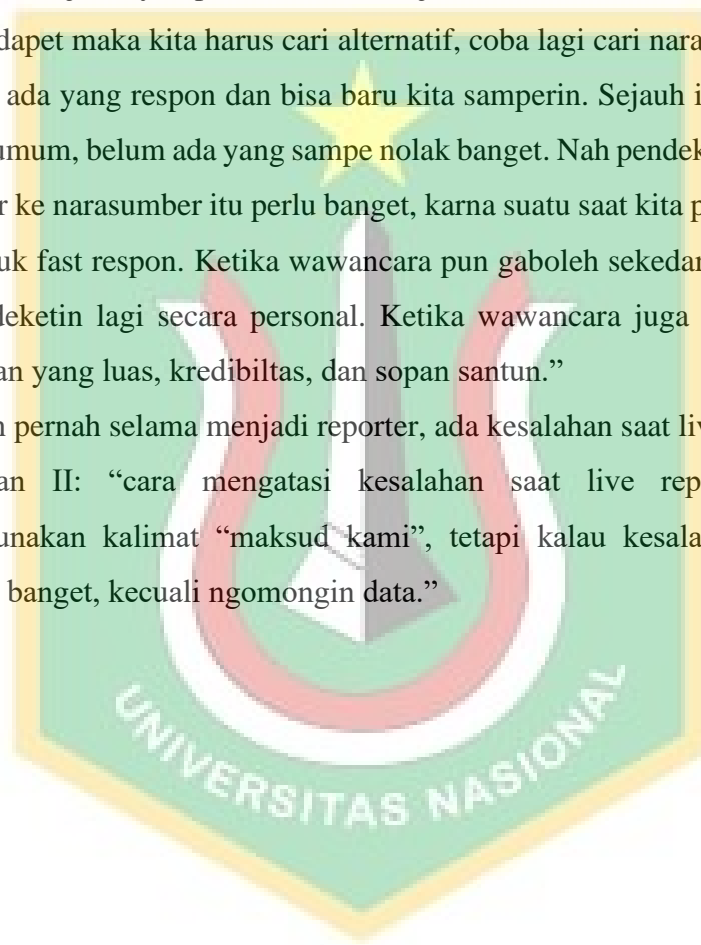 dapet maka kita harus cari alternatif, coba lagi cari nara
ada yang respon dan bisa baru kita samperin. Sejauh i
umum, belum ada yang sampe nolak banget. Nah pendek
r ke narasumber itu perlu banget, karna suatu saat kita p
uk fast respon. Ketika wawancara pun gaboleh sekedar
deketin lagi secara personal. Ketika wawancara juga
an yang luas, kredibiltas, dan sopan santun.”
n pernah selama menjadi reporter, ada kesalahan saat liv
an II: “cara mengatasi kesalahan saat live rep
unakan kalimat “maksud kami”, tetapi kalau kesala
banget, kecuali ngomongin data.”
UNIVERSITAS NASIONAL